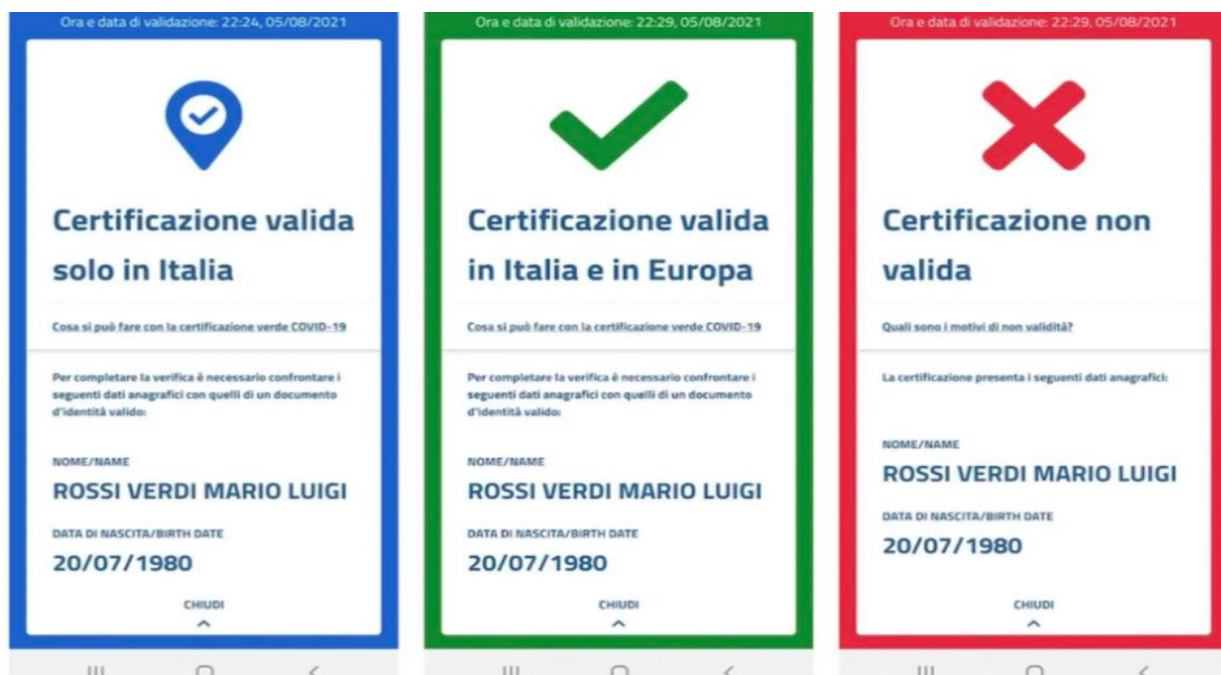 Ora e data di validazione: 22:24, 05/08/2021
Certificazione valida
solo in Italia
Cosa si può fare con la certificazione verde COVID-19
Per completare la verifica è necessario confrontare i
seguenti dati anagrafici con quelli di un documento
d'identità valido:
NOME/NAME
ROSSI VERDI MARIO LUIGI
DATA DI NASCITA/BIRTH DATE
20/07/1980
CHIUDI
Ora e data di validazione: 22:29, 05/08/2021
Certificazione valida
in Italia e in Europa
Cosa si può fare con la certificazione verde COVID-19
Per completare la verifica è necessario confrontare i
seguenti dati anagrafici con quelli di un documento
d'identità valido:
NOME/NAME
ROSSI VERDI MARIO LUIGI
DATA DI NASCITA/BIRTH DATE
20/07/1980
CHIUDI
Ora e data di validazione: 22:29, 05/08/2021
Certificazione non
valida
Quali sono i motivi di non validità?
La certificazione presenta i seguenti dati anagrafici:
NOME/NAME
ROSSI VERDI MARIO LUIGI
DATA DI NASCITA/BIRTH DATE
20/07/1980
CHIUDI